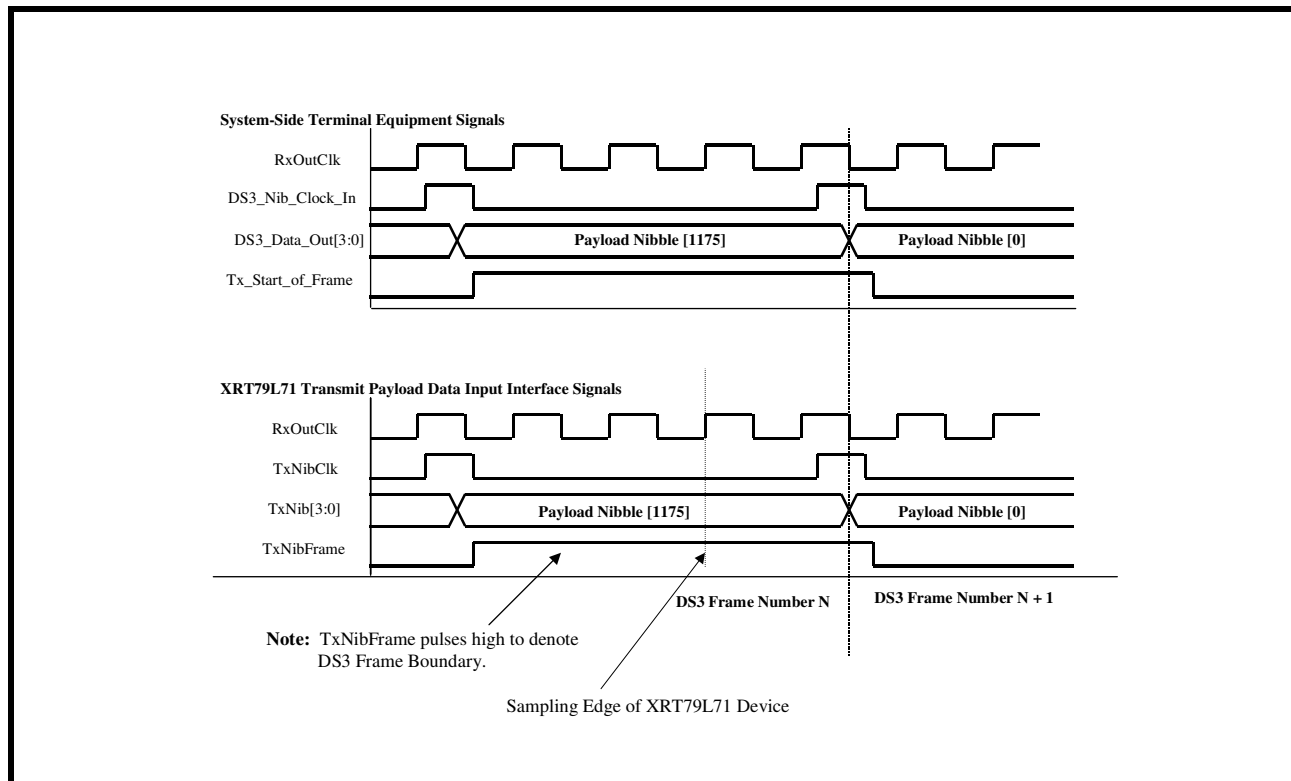 System-Side Terminal Equipment Signals
RxOutClk
DS3_Nib_Clock_In
DS3_Data_Out[3:0]
Payload Nibble [1175]
Payload Nibble [0]
Tx_Start_of_Frame
XRT79L71 Transmit Payload Data Input Interface Signals
RxOutClk
TxNibClk
TxNib[3:0]
Payload Nibble [1175]
Payload Nibble [0]
TxNibFrame
DS3 Frame Number N
DS3 Frame Number N + 1
Note: TxNibFrame pulses high to denote
DS3 Frame Boundary.
Sampling Edge of XRT79L71 Device